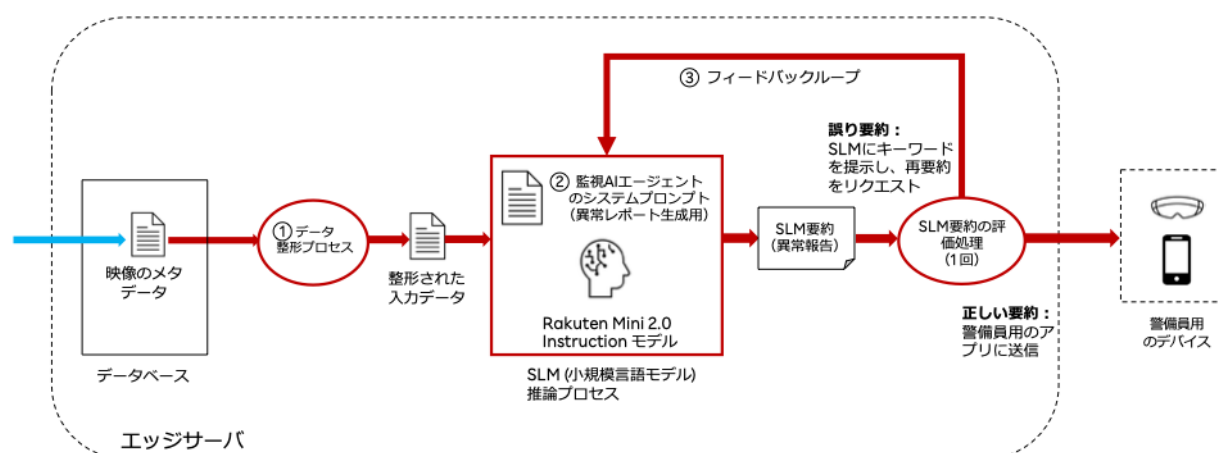 ③ フィードバックループ
誤り要約：
SLMにキーワード
を提示し、再要約
をリクエスト
② 監視AIエージェント
のシステムプロンプト
（異常レポート生成用）
① データ
整形プロセス
SLM要約
（異常報告）
SLM要約の評
価処理
（1回）
映像のメタ
データ
整形された
入力データ
Rakuten Mini 2.0
Instruction モデル
正しい要約：
警備員用のア
プリに送信
警備員用
のデバイス
データベース
SLM (小規模言語モデル)
推論プロセス
エッジサーバ